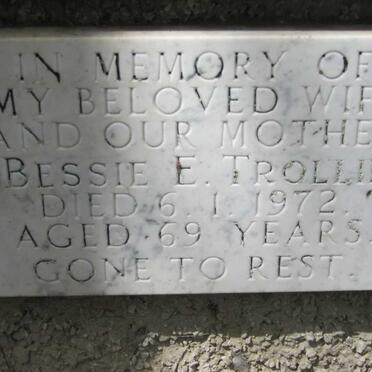 IN MEMORY OF
MY BELOVED WIF
AND OUR MOTHE
BESSIE E. TROLLI
DIED 6. 1. 1972.
AGED 69 YEARS.
GONE TO REST.